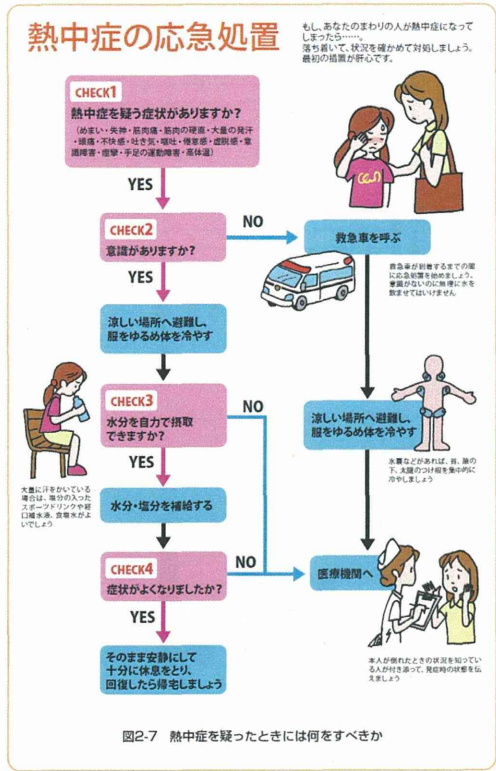 熱中症の応急処置
もし、あなたのまわりの人が熱中症になって
しまったら……。
落ち着いて、状況を確かめて対処しましょう。
最初の措置が肝心です。
CHECK1
熱中症を疑う症状がありますか？
（めまい・失神・筋肉痛・筋肉の硬直・大量の発汗
・頭痛・不快感・吐き気・嘔吐・倦怠感・虚脱感・意
識障害・痙攣・手足の運動障害・高体温）
YES
CHECK2
意識がありますか？
NO
救急車を呼ぶ
救急車が到着するまでの間
に応急処置を始めましょう。
意識がないのに無理に水を
飲ませてはいけません
YES
涼しい場所へ避難し、
服をゆるめ体を冷やす
CHECK3
水分を自力で摂取
できますか？
NO
涼しい場所へ避難し、
服をゆるめ体を冷やす
氷嚢などがあれば、首、腋の
下、太腿のつけ根を集中的に
冷やしましょう
大量に汗をかいている
場合は、塩分の入った
スポーツドリンクや経
口補水液、食塩水がよ
いでしょう
YES
水分・塩分を補給する
CHECK4
症状がよくなりましたか？
NO
医療機関へ
YES
そのまま安静にして
十分に休息をとり、
回復したら帰宅しましょう
本人が倒れたときの状況を知ってい
る人が付き添って、発症時の状態を伝
えましょう
図2-7　熱中症を疑ったときには何をすべきか